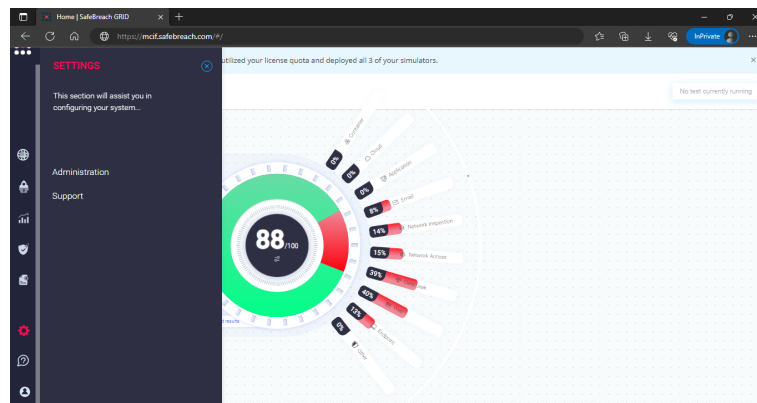 Home | SafeBreach GRID
https://mcif.safebreach.com/#/
InPrivate
SETTINGS
This section will assist you in
configuring your system...
Administration
Support
utilized your license quota and deployed all 3 of your simulators.
No test currently running
88/100
0% Container
0% Cloud
0% Application
8% Email
14% Network Inspection
15% Network Access
39%
40%
13% Endpoint
0% Other
results